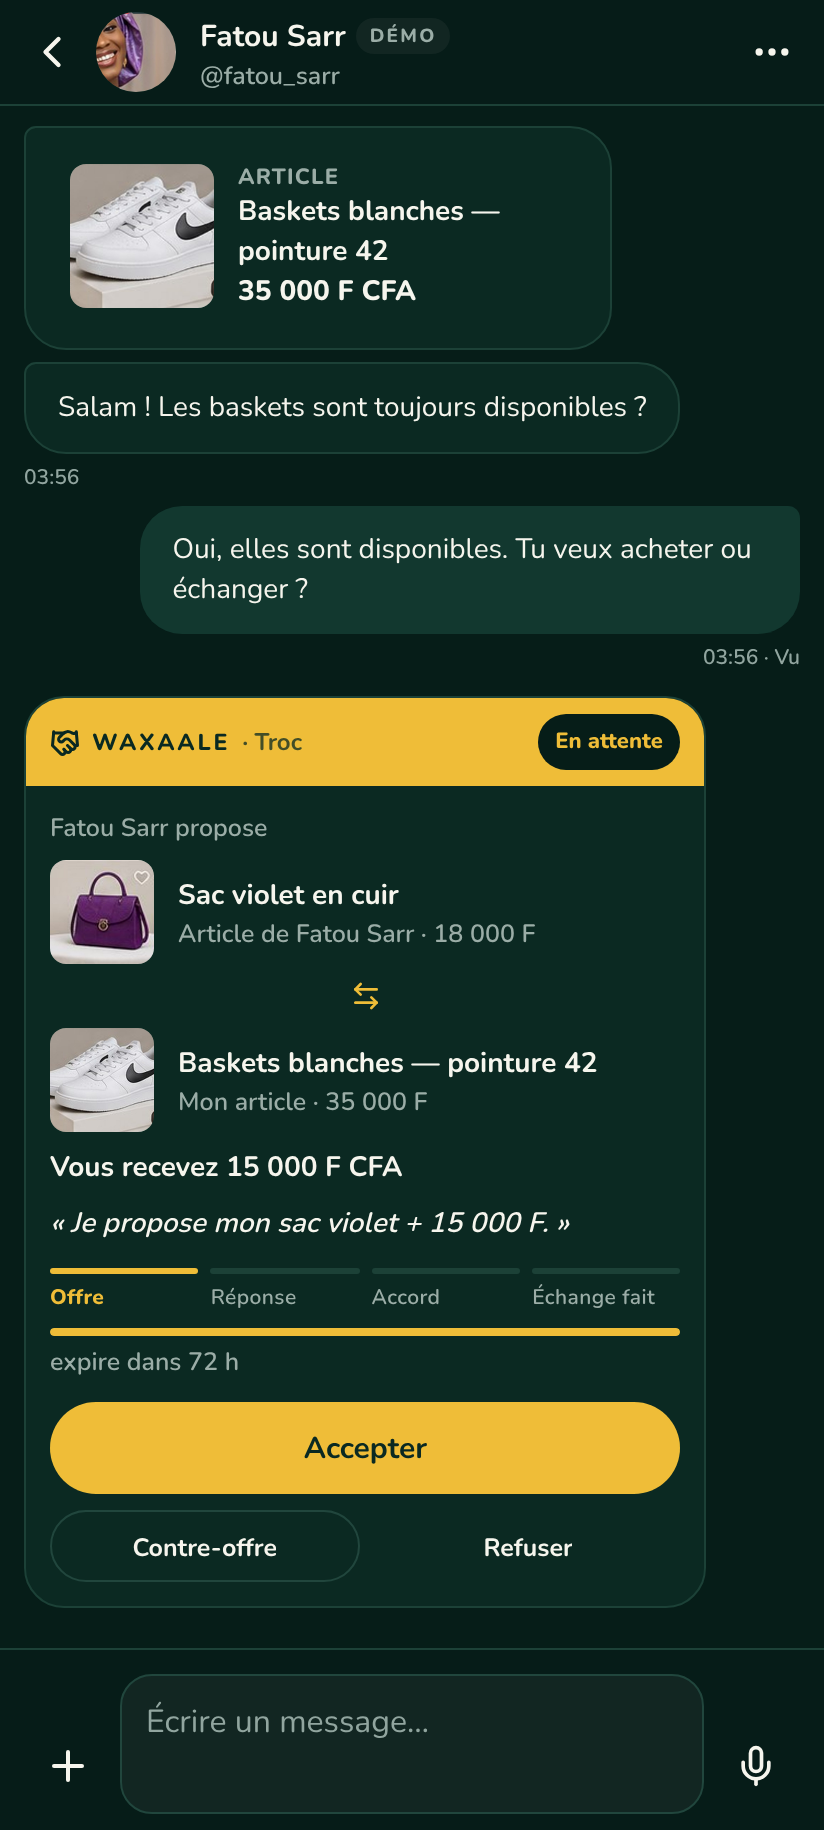 Fatou Sarr DÉMO
@fatou_sarr
ARTICLE
Baskets blanches —
pointure 42
35 000 F CFA
Salam ! Les baskets sont toujours disponibles ?
03:56
Oui, elles sont disponibles. Tu veux acheter ou
échanger ?
03:56 · Vu
WAXAALE · Troc
En attente
Fatou Sarr propose
Sac violet en cuir
Article de Fatou Sarr · 18 000 F
Baskets blanches — pointure 42
Mon article · 35 000 F
Vous recevez 15 000 F CFA
« Je propose mon sac violet + 15 000 F. »
Offre Réponse Accord Échange fait
expire dans 72 h
Accepter
Contre-offre Refuser
Écrire un message...